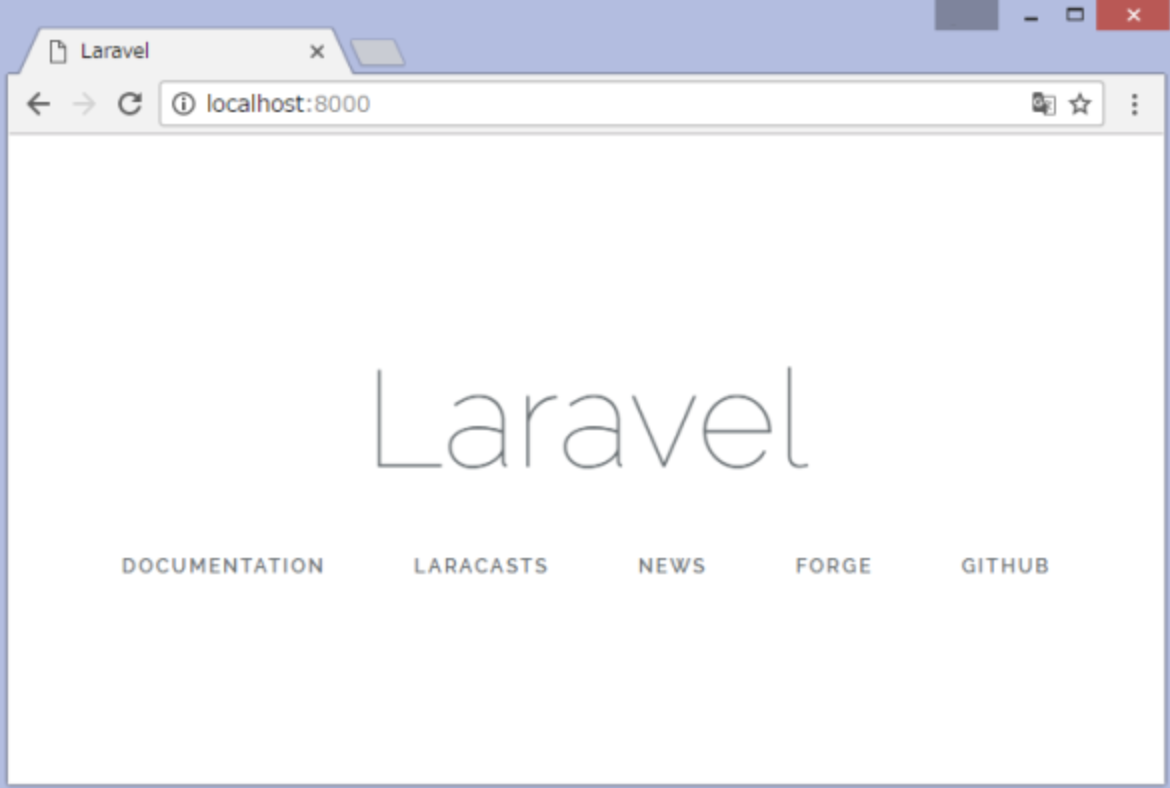 Laravel
localhost:8000
Laravel
DOCUMENTATION LARACASTS NEWS FORGE GITHUB